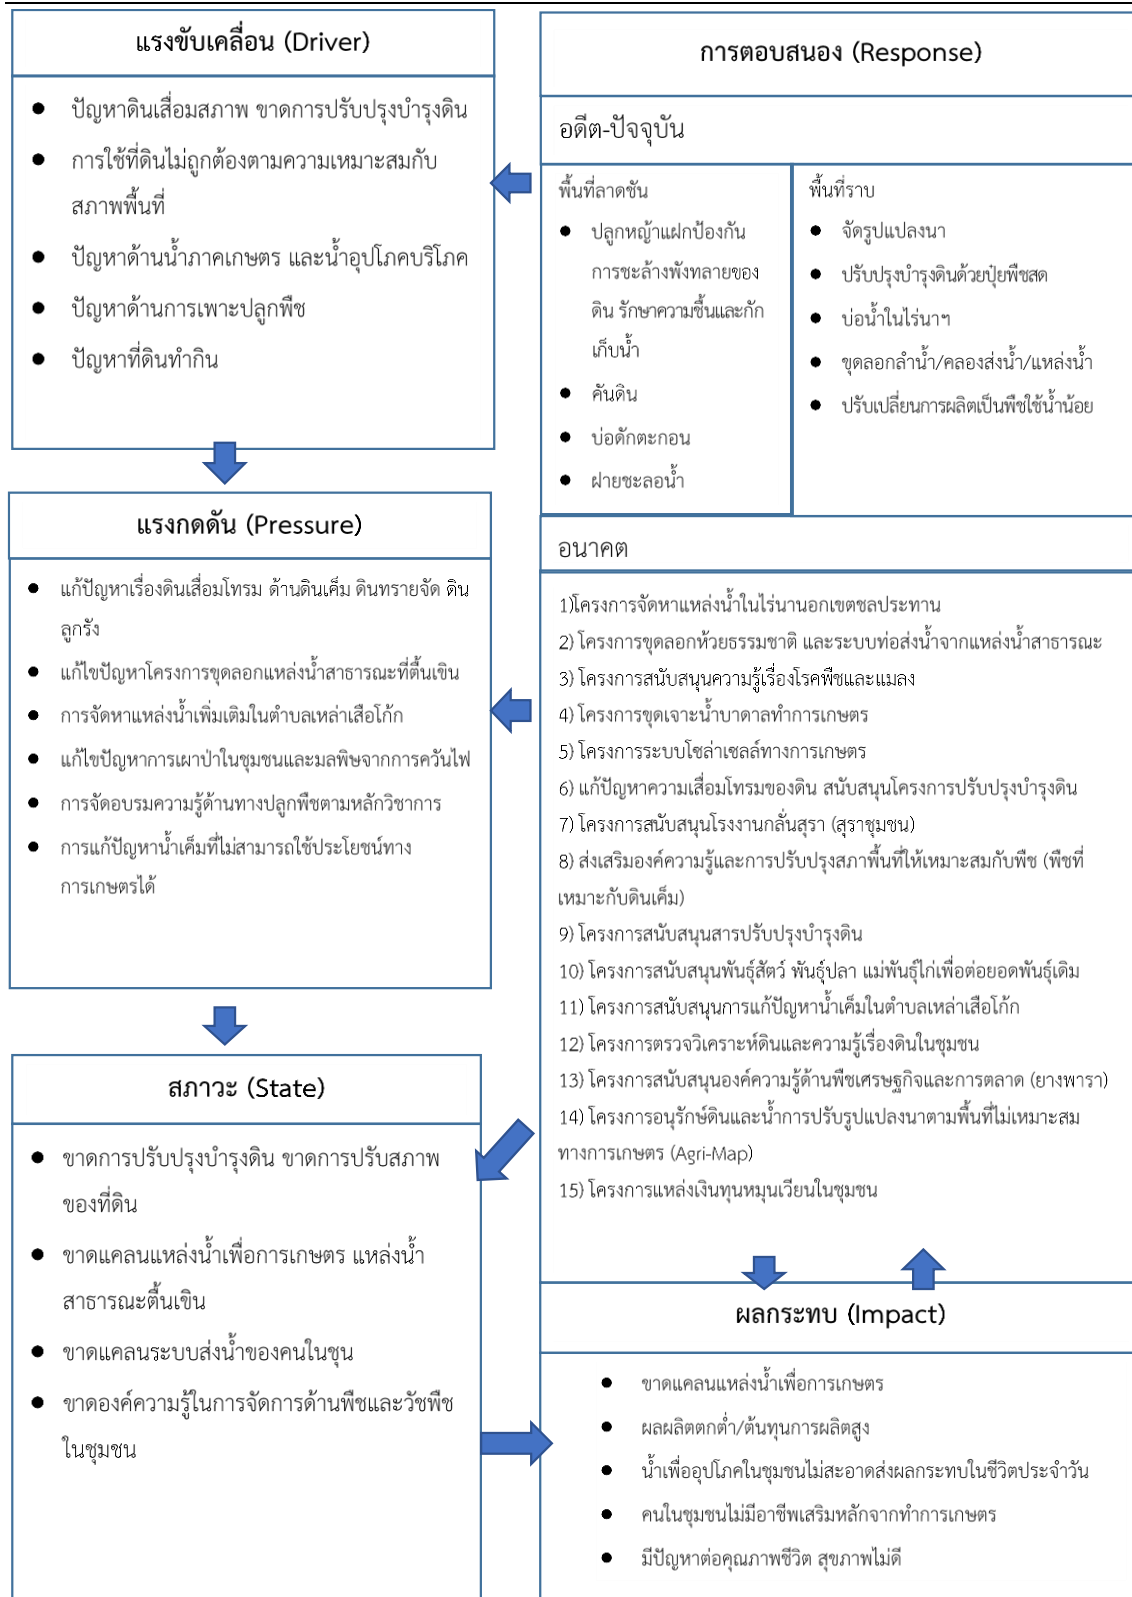 แรงขับเคลื่อน (Driver)
● ปัญหาดินเสื่อมสภาพ ขาดการปรับปรุงบำรุงดิน
● การใช้ที่ดินไม่ถูกต้องตามความเหมาะสมกับ
สภาพพื้นที่
● ปัญหาด้านน้ำภาคเกษตร และน้ำอุปโภคบริโภค
● ปัญหาด้านการเพาะปลูกพืช
● ปัญหาที่ดินทำกิน
แรงกดดัน (Pressure)
● แก้ปัญหาเรื่องดินเสื่อมโทรม ด้านดินเค็ม ดินทรายจัด ดิน
ลูกรัง
● แก้ไขปัญหาโครงการขุดลอกแหล่งน้ำสาธารณะที่ตื้นเขิน
● การจัดหาแหล่งน้ำเพิ่มเติมในตำบลเหล่าเสือโก้ก
● แก้ไขปัญหาการเผาป่าในชุมชนและมลพิษจากการควันไฟ
● การจัดอบรมความรู้ด้านทางปลูกพืชตามหลักวิชาการ
● การแก้ปัญหาน้ำเค็มที่ไม่สามารถใช้ประโยชน์ทาง
การเกษตรได้
สภาวะ (State)
● ขาดการปรับปรุงบำรุงดิน ขาดการปรับสภาพ
ของที่ดิน
● ขาดแคลนแหล่งน้ำเพื่อการเกษตร แหล่งน้ำ
สาธารณะตื้นเขิน
● ขาดแคลนระบบส่งน้ำของคนในชุน
● ขาดองค์ความรู้ในการจัดการด้านพืชและวัชพืช
ในชุมชน
การตอบสนอง (Response)
อดีต-ปัจจุบัน
พื้นที่ลาดชัน
● ปลูกหญ้าแฝกป้องกัน
การชะล้างพังทลายของ
ดิน รักษาความชื้นและกัก
เก็บน้ำ
● คันดิน
● บ่อดักตะกอน
● ฝายชะลอน้ำ
พื้นที่ราบ
● จัดรูปแปลงนา
● ปรับปรุงบำรุงดินด้วยปุ๋ยพืชสด
● บ่อน้ำในไร่นาฯ
● ขุดลอกลำน้ำ/คลองส่งน้ำ/แหล่งน้ำ
● ปรับเปลี่ยนการผลิตเป็นพืชใช้น้ำน้อย
อนาคต
1)โครงการจัดหาแหล่งน้ำในไร่นานอกเขตชลประทาน
2) โครงการขุดลอกห้วยธรรมชาติ และระบบท่อส่งน้ำจากแหล่งน้ำสาธารณะ
3) โครงการสนับสนุนความรู้เรื่องโรคพืชและแมลง
4) โครงการขุดเจาะน้ำบาดาลทำการเกษตร
5) โครงการระบบโซล่าเซลล์ทางการเกษตร
6) แก้ปัญหาความเสื่อมโทรมของดิน สนับสนุนโครงการปรับปรุงบำรุงดิน
7) โครงการสนับสนุนโรงงานกลั่นสุรา (สุราชุมชน)
8) ส่งเสริมองค์ความรู้และการปรับปรุงสภาพื้นที่ให้เหมาะสมกับพืช (พืชที่
เหมาะกับดินเค็ม)
9) โครงการสนับสนุนสารปรับปรุงบำรุงดิน
10) โครงการสนับสนุนพันธุ์สัตว์ พันธุ์ปลา แม่พันธุ์ไก่เพื่อต่อยอดพันธุ์เดิม
11) โครงการสนับสนุนการแก้ปัญหาน้ำเค็มในตำบลเหล่าเสือโก้ก
12) โครงการตรวจวิเคราะห์ดินและความรู้เรื่องดินในชุมชน
13) โครงการสนับสนุนองค์ความรู้ด้านพืชเศรษฐกิจและการตลาด (ยางพารา)
14) โครงการอนุรักษ์ดินและน้ำการปรับรูปแปลงนาตามพื้นที่ไม่เหมาะสม
ทางการเกษตร (Agri-Map)
15) โครงการแหล่งเงินทุนหมุนเวียนในชุมชน
ผลกระทบ (Impact)
● ขาดแคลนแหล่งน้ำเพื่อการเกษตร
● ผลผลิตตกต่ำ/ต้นทุนการผลิตสูง
● น้ำเพื่ออุปโภคในชุมชนไม่สะอาดส่งผลกระทบในชีวิตประจำวัน
● คนในชุมชนไม่มีอาชีพเสริมหลักจากทำการเกษตร
● มีปัญหาต่อคุณภาพชีวิต สุขภาพไม่ดี